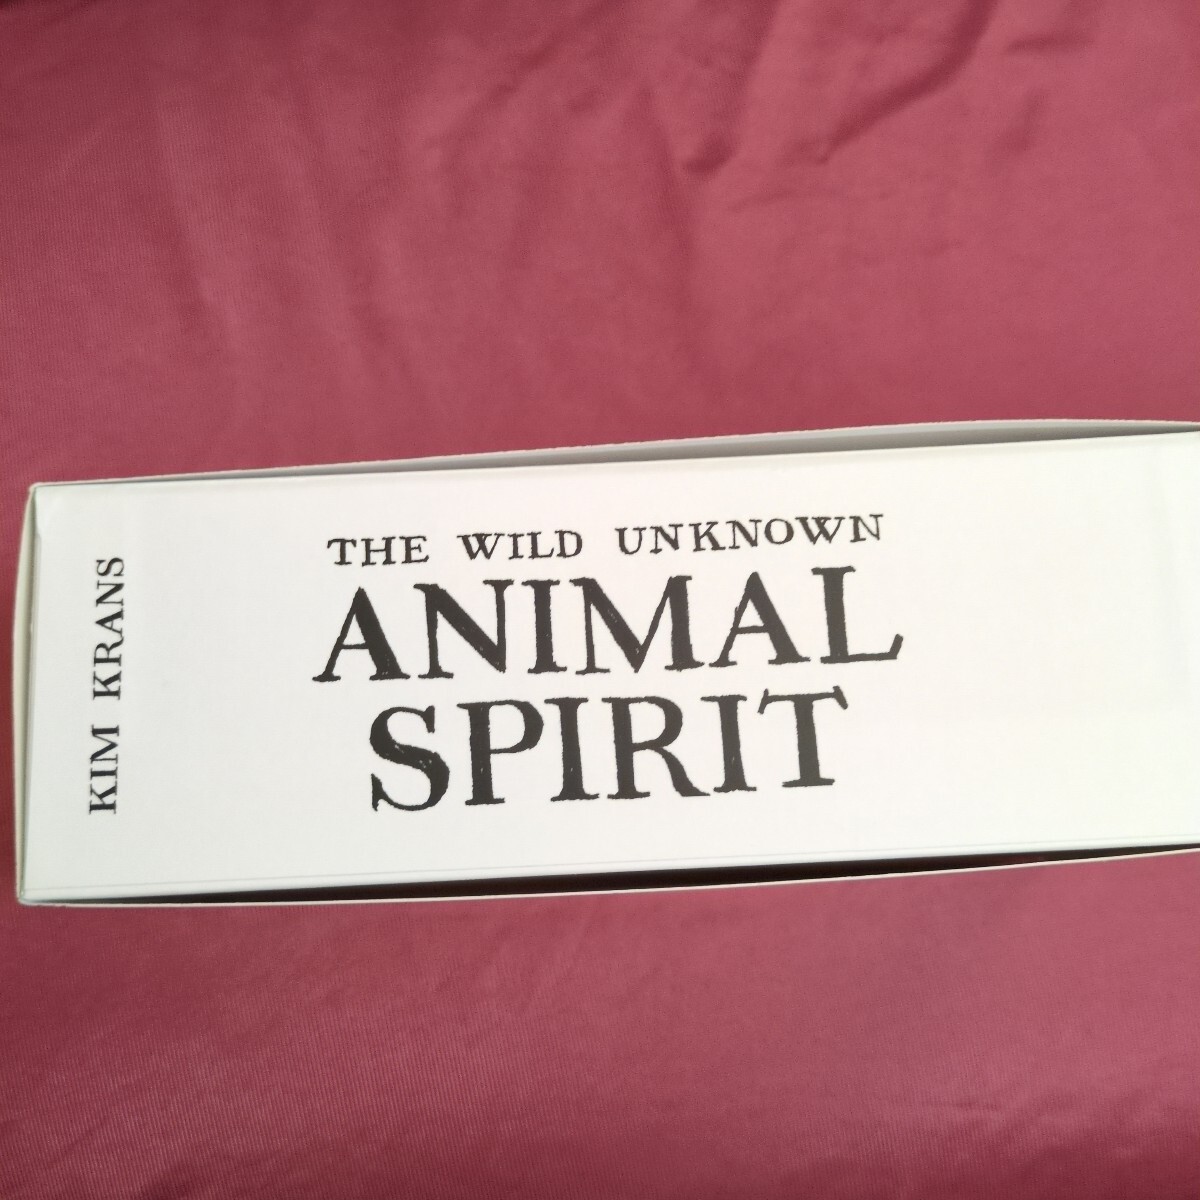 KIM KRANS
THE WILD UNKNOWN
ANIMAL
SPIRIT